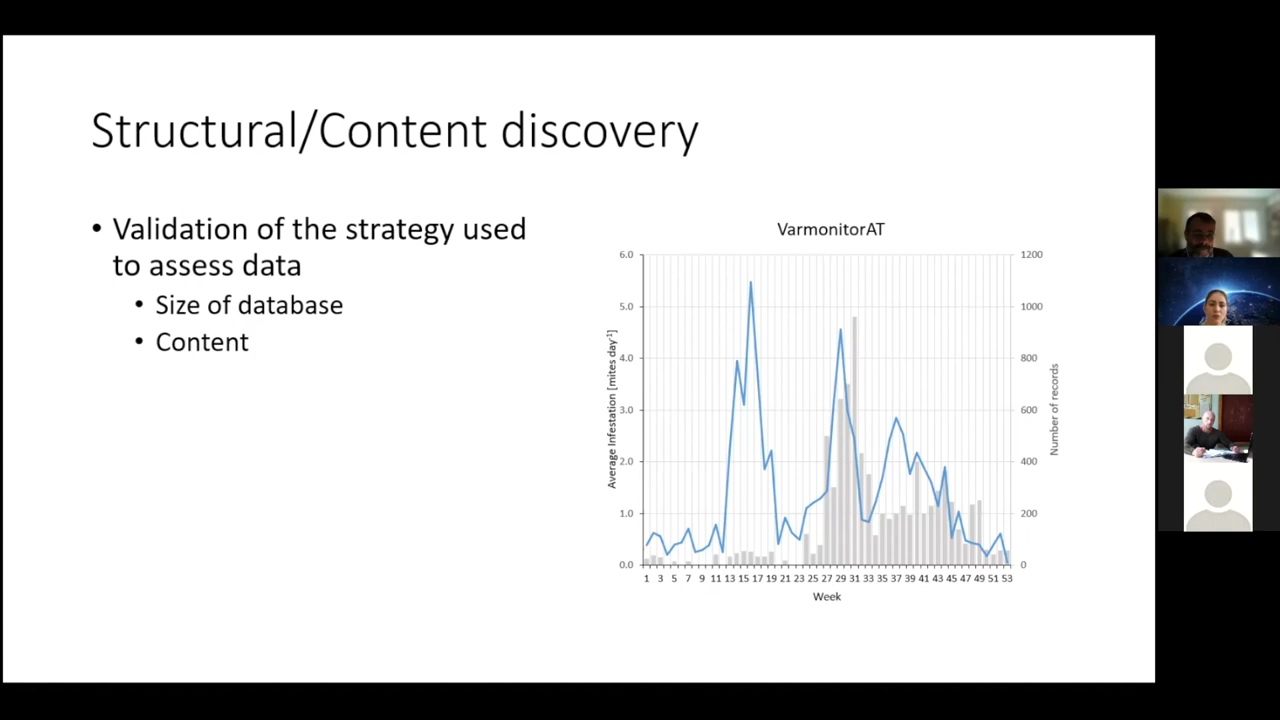 Structural/Content discovery
• Validation of the strategy used
to assess data
• Size of database
• Content
VarmonitorAT
6.0
5.0
4.0
3.0
2.0
1.0
0.0
Average Infestation [mites day⁻¹]
1200
1000
800
600
400
200
0
Number of records
1 3 5 7 9 11 13 15 17 19 21 23 25 27 29 31 33 35 37 39 41 43 45 47 49 51 53
Week